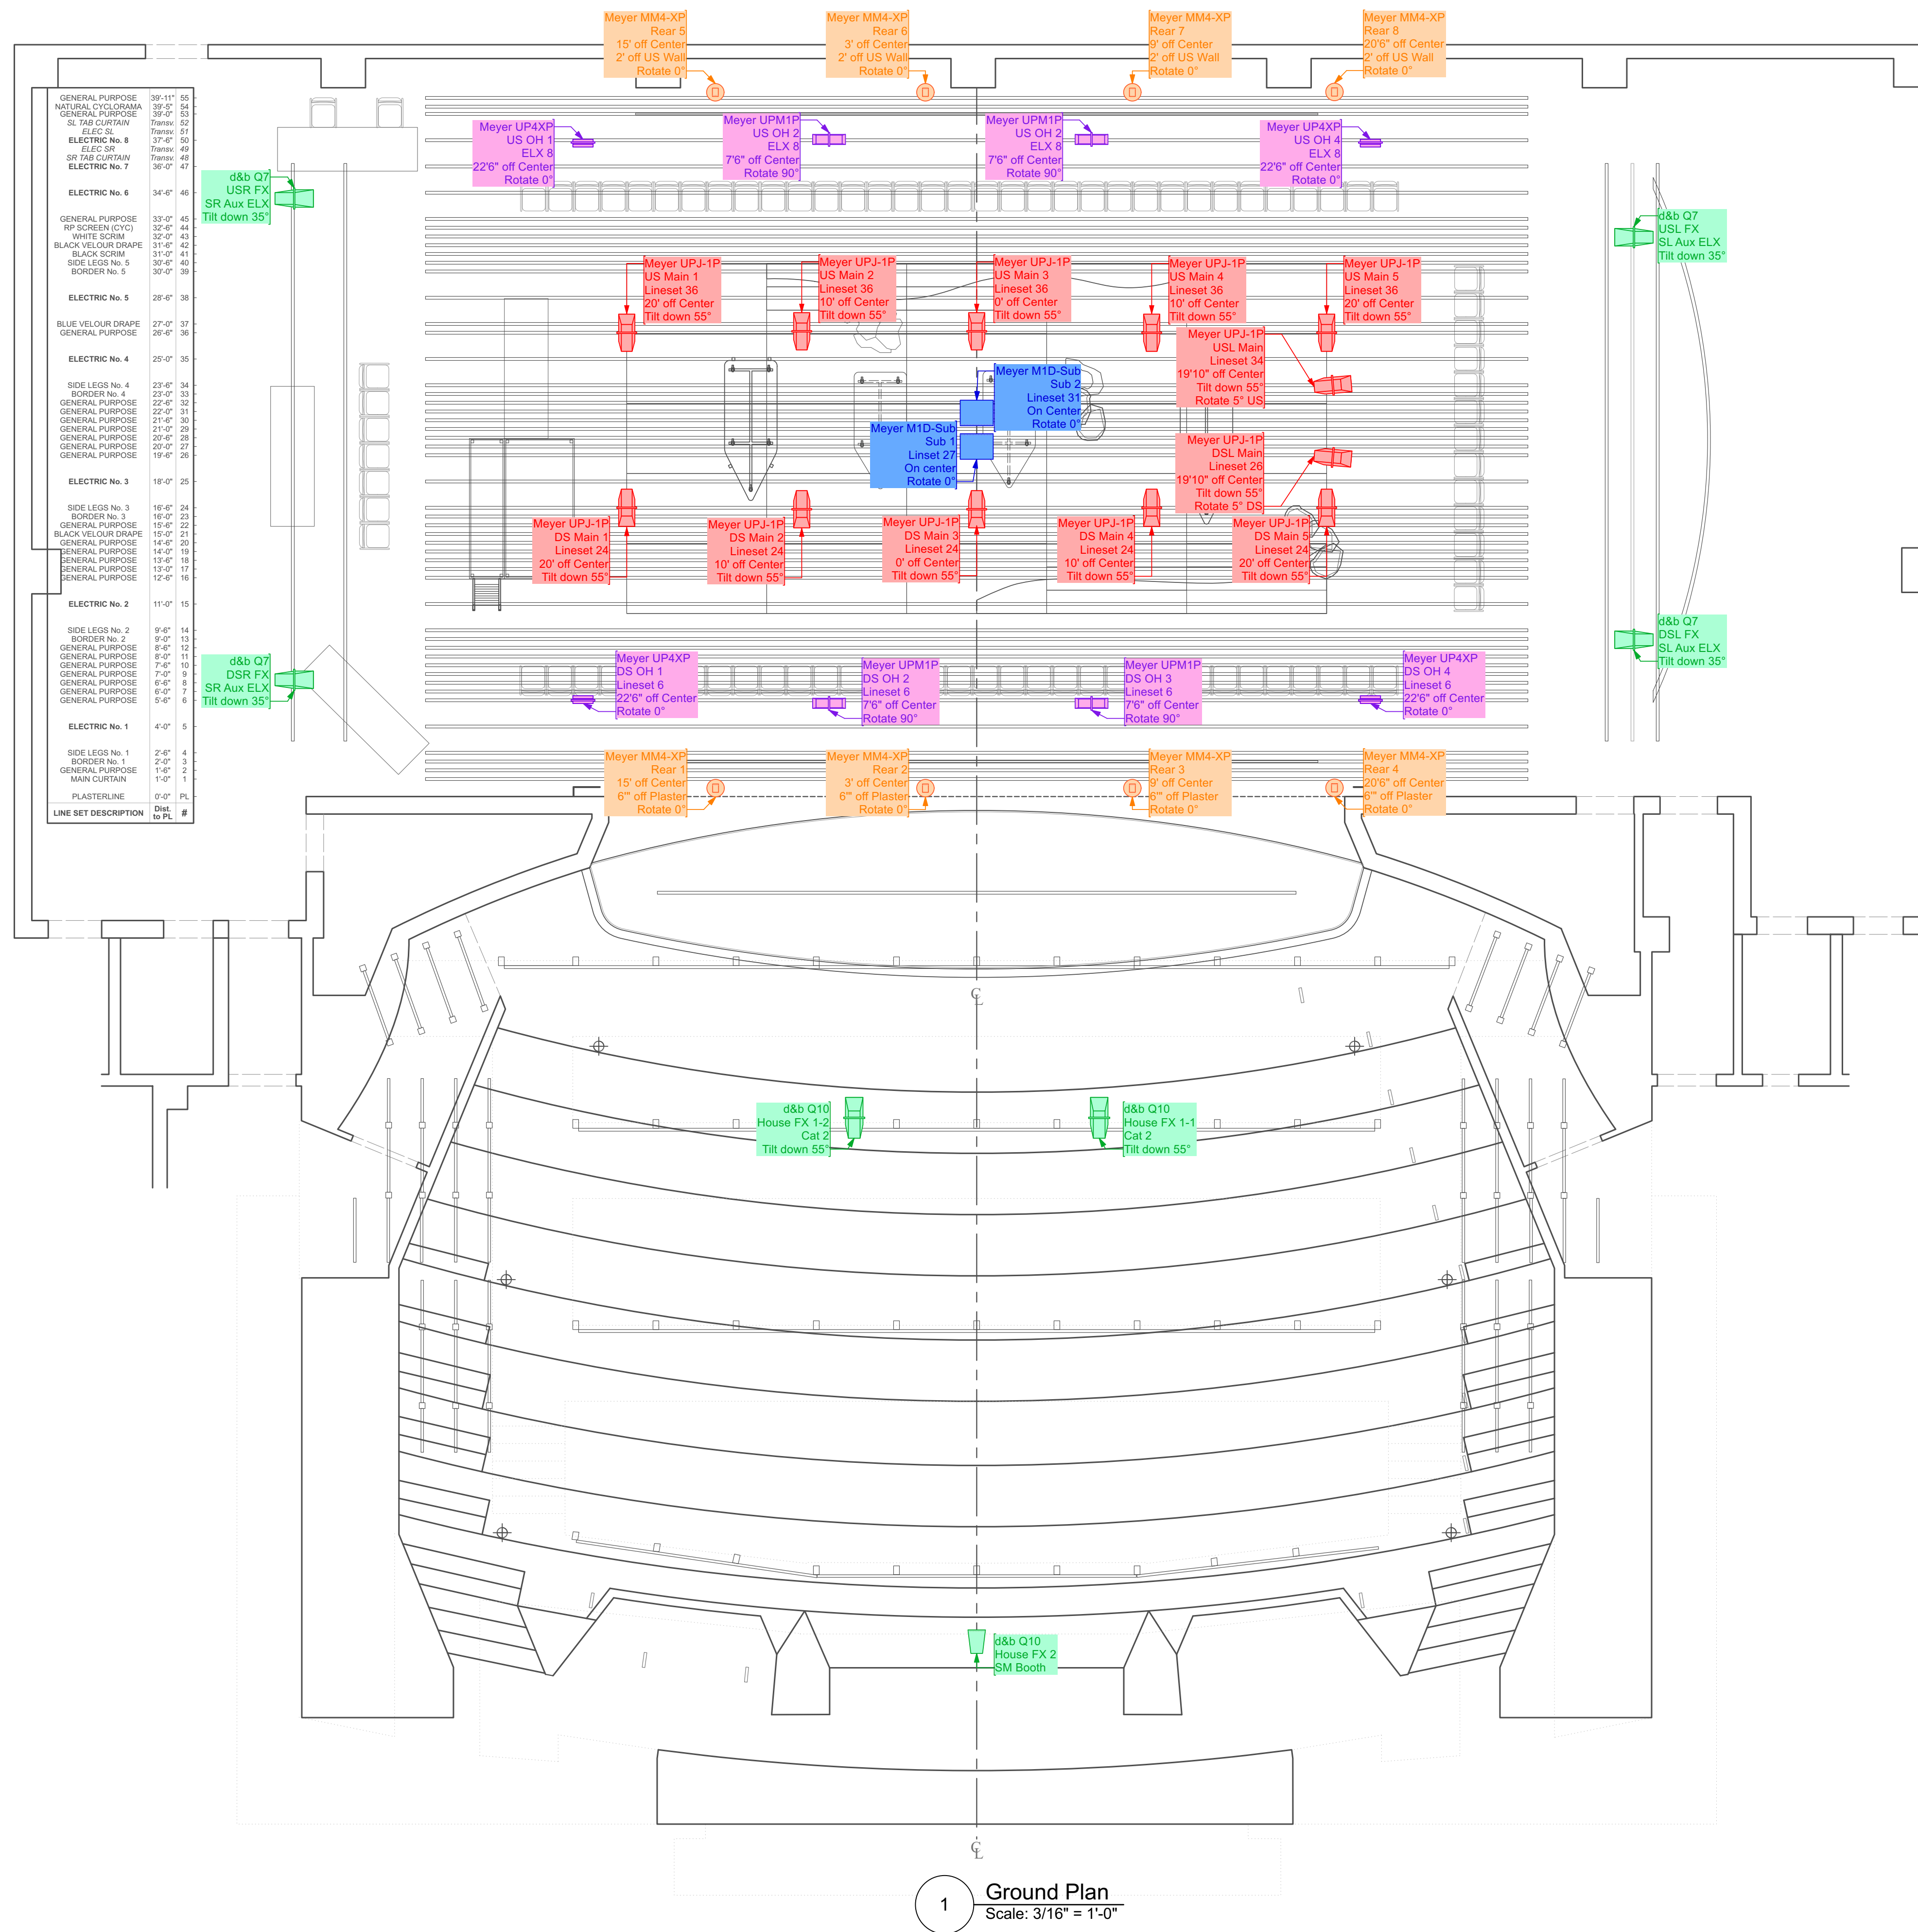 Meyer MM4-XP
Rear 5
15' off Center
2' off US Wall
Rotate 0°
Meyer MM4-XP
Rear 6
3' off Center
2' off US Wall
Rotate 0°
Meyer MM4-XP
Rear 7
9' off Center
2' off US Wall
Rotate 0°
Meyer MM4-XP
Rear 8
20'6" off Center
2' off US Wall
Rotate 0°
GENERAL PURPOSE 39'-11" 55
NATURAL CYCLORAMA 39'-5" 54
GENERAL PURPOSE 39'-0" 53
SL TAB CURTAIN Transv. 52
ELEC SL Transv. 51
ELECTRIC No. 8 37'-6" 50
ELEC SR Transv. 49
SR TAB CURTAIN Transv. 48
ELECTRIC No. 7 36'-0" 47
ELECTRIC No. 6 34'-6" 46
GENERAL PURPOSE 33'-0" 45
RP SCREEN (CYC) 32'-6" 44
WHITE SCRIM 32'-0" 43
BLACK VELOUR DRAPE 31'-6" 42
BLACK SCRIM 31'-0" 41
SIDE LEGS No. 5 30'-6" 40
BORDER No. 5 30'-0" 39
ELECTRIC No. 5 28'-6" 38
BLUE VELOUR DRAPE 27'-0" 37
GENERAL PURPOSE 26'-6" 36
ELECTRIC No. 4 25'-0" 35
SIDE LEGS No. 4 23'-6" 34
BORDER No. 4 23'-0" 33
GENERAL PURPOSE 22'-6" 32
GENERAL PURPOSE 22'-0" 31
GENERAL PURPOSE 21'-6" 30
GENERAL PURPOSE 21'-0" 29
GENERAL PURPOSE 20'-6" 28
GENERAL PURPOSE 20'-0" 27
GENERAL PURPOSE 19'-6" 26
ELECTRIC No. 3 18'-0" 25
SIDE LEGS No. 3 16'-6" 24
BORDER No. 3 16'-0" 23
GENERAL PURPOSE 15'-6" 22
BLACK VELOUR DRAPE 15'-0" 21
GENERAL PURPOSE 14'-6" 20
GENERAL PURPOSE 14'-0" 19
GENERAL PURPOSE 13'-6" 18
GENERAL PURPOSE 13'-0" 17
GENERAL PURPOSE 12'-6" 16
ELECTRIC No. 2 11'-0" 15
SIDE LEGS No. 2 9'-6" 14
BORDER No. 2 9'-0" 13
GENERAL PURPOSE 8'-6" 12
GENERAL PURPOSE 8'-0" 11
GENERAL PURPOSE 7'-6" 10
GENERAL PURPOSE 7'-0" 9
GENERAL PURPOSE 6'-6" 8
GENERAL PURPOSE 6'-0" 7
GENERAL PURPOSE 5'-6" 6
ELECTRIC No. 1 4'-0" 5
SIDE LEGS No. 1 2'-6" 4
BORDER No. 1 2'-0" 3
GENERAL PURPOSE 1'-6" 2
MAIN CURTAIN 1'-0" 1
PLASTERLINE 0'-0" PL
LINE SET DESCRIPTION Dist. to PL #
Meyer UP4XP
US OH 1
ELX 8
22'6" off Center
Rotate 0°
Meyer UPM1P
US OH 2
ELX 8
7'6" off Center
Rotate 90°
Meyer UPM1P
US OH 2
ELX 8
7'6" off Center
Rotate 90°
Meyer UP4XP
US OH 4
ELX 8
22'6" off Center
Rotate 0°
d&b Q7
USR FX
SR Aux ELX
Tilt down 35°
d&b Q7
USL FX
SL Aux ELX
Tilt down 35°
Meyer UPJ-1P
US Main 1
Lineset 36
20' off Center
Tilt down 55°
Meyer UPJ-1P
US Main 2
Lineset 36
10' off Center
Tilt down 55°
Meyer UPJ-1P
US Main 3
Lineset 36
0' off Center
Tilt down 55°
Meyer UPJ-1P
US Main 4
Lineset 36
10' off Center
Tilt down 55°
Meyer UPJ-1P
US Main 5
Lineset 36
20' off Center
Tilt down 55°
Meyer UPJ-1P
USL Main
Lineset 34
19'10" off Center
Tilt down 55°
Rotate 5° US
Meyer M1D-Sub
Sub 2
Lineset 31
On Center
Rotate 0°
Meyer M1D-Sub
Sub 1
Linset 27
On center
Rotate 0°
Meyer UPJ-1P
DSL Main
Lineset 26
19'10" off Center
Tilt down 55°
Rotate 5° DS
Meyer UPJ-1P
DS Main 1
Lineset 24
20' off Center
Tilt down 55°
Meyer UPJ-1P
DS Main 2
Lineset 24
10' off Center
Tilt down 55°
Meyer UPJ-1P
DS Main 3
Lineset 24
0' off Center
Tilt down 55°
Meyer UPJ-1P
DS Main 4
Lineset 24
10' off Center
Tilt down 55°
Meyer UPJ-1P
DS Main 5
Lineset 24
20' off Center
Tilt down 55°
d&b Q7
DSR FX
SR Aux ELX
Tilt down 35°
Meyer UP4XP
DS OH 1
Lineset 6
22'6" off Center
Rotate 0°
Meyer UPM1P
DS OH 2
Lineset 6
7'6" off Center
Rotate 90°
Meyer UPM1P
DS OH 3
Lineset 6
7'6" off Center
Rotate 90°
Meyer UP4XP
DS OH 4
Lineset 6
22'6" off Center
Rotate 0°
d&b Q7
DSL FX
SL Aux ELX
Tilt down 35°
Meyer MM4-XP
Rear 1
15' off Center
6'" off Plaster
Rotate 0°
Meyer MM4-XP
Rear 2
3' off Center
6'" off Plaster
Rotate 0°
Meyer MM4-XP
Rear 3
9' off Center
6'" off Plaster
Rotate 0°
Meyer MM4-XP
Rear 4
20'6" off Center
6'" off Plaster
Rotate 0°
CL
d&b Q10
House FX 1-2
Cat 2
Tilt down 55°
d&b Q10
House FX 1-1
Cat 2
Tilt down 55°
d&b Q10
House FX 2
SM Booth
CL
1
Ground Plan
Scale: 3/16" = 1'-0"